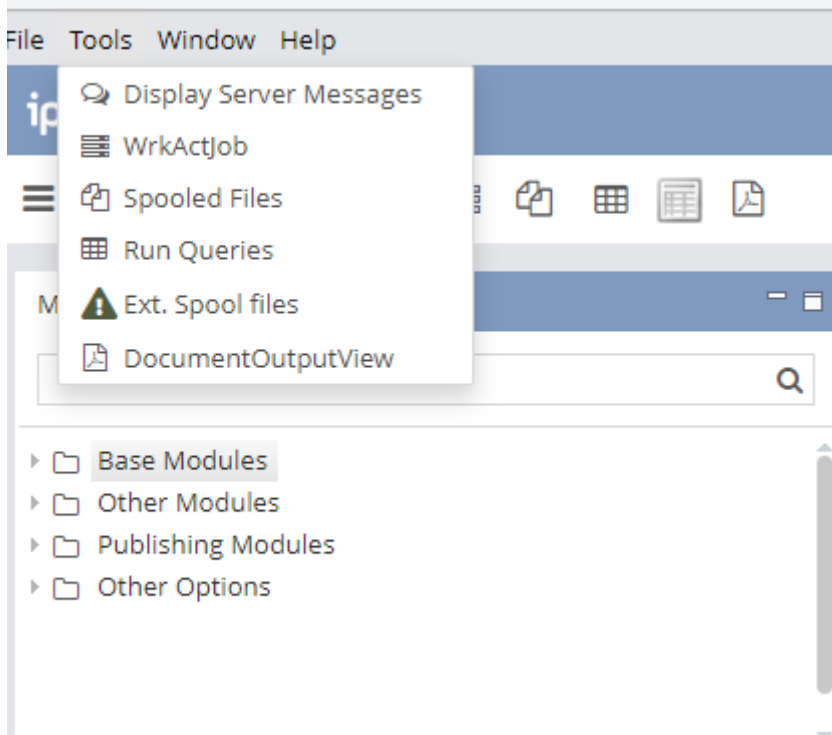 File Tools Window Help
ip
Display Server Messages
WrkActJob
Spooled Files
Run Queries
Ext. Spool files
M
DocumentOutputView
Base Modules
Other Modules
Publishing Modules
Other Options